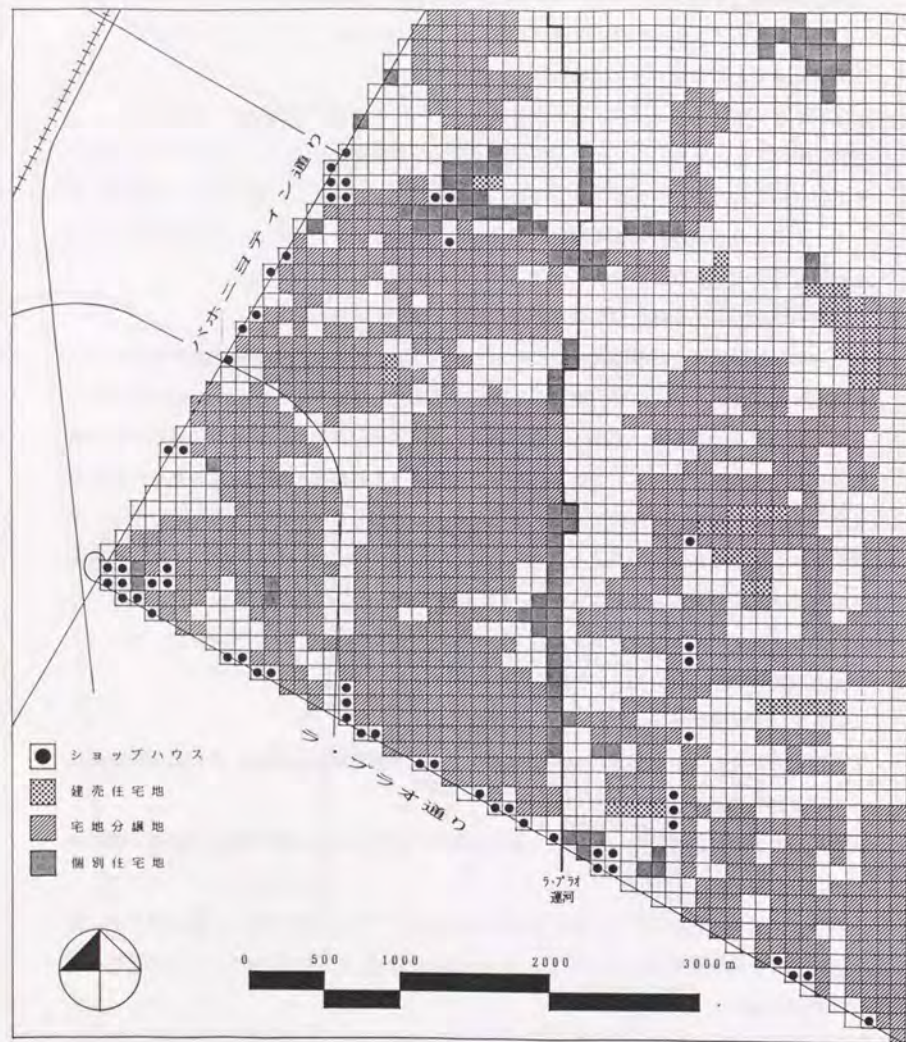 パホニヨティン通り
ラ・プラオ通り
ショップハウス
建売住宅地
宅地分譲地
個別住宅地
ラ・プラオ
運河
0 500 1000 2000 3000m